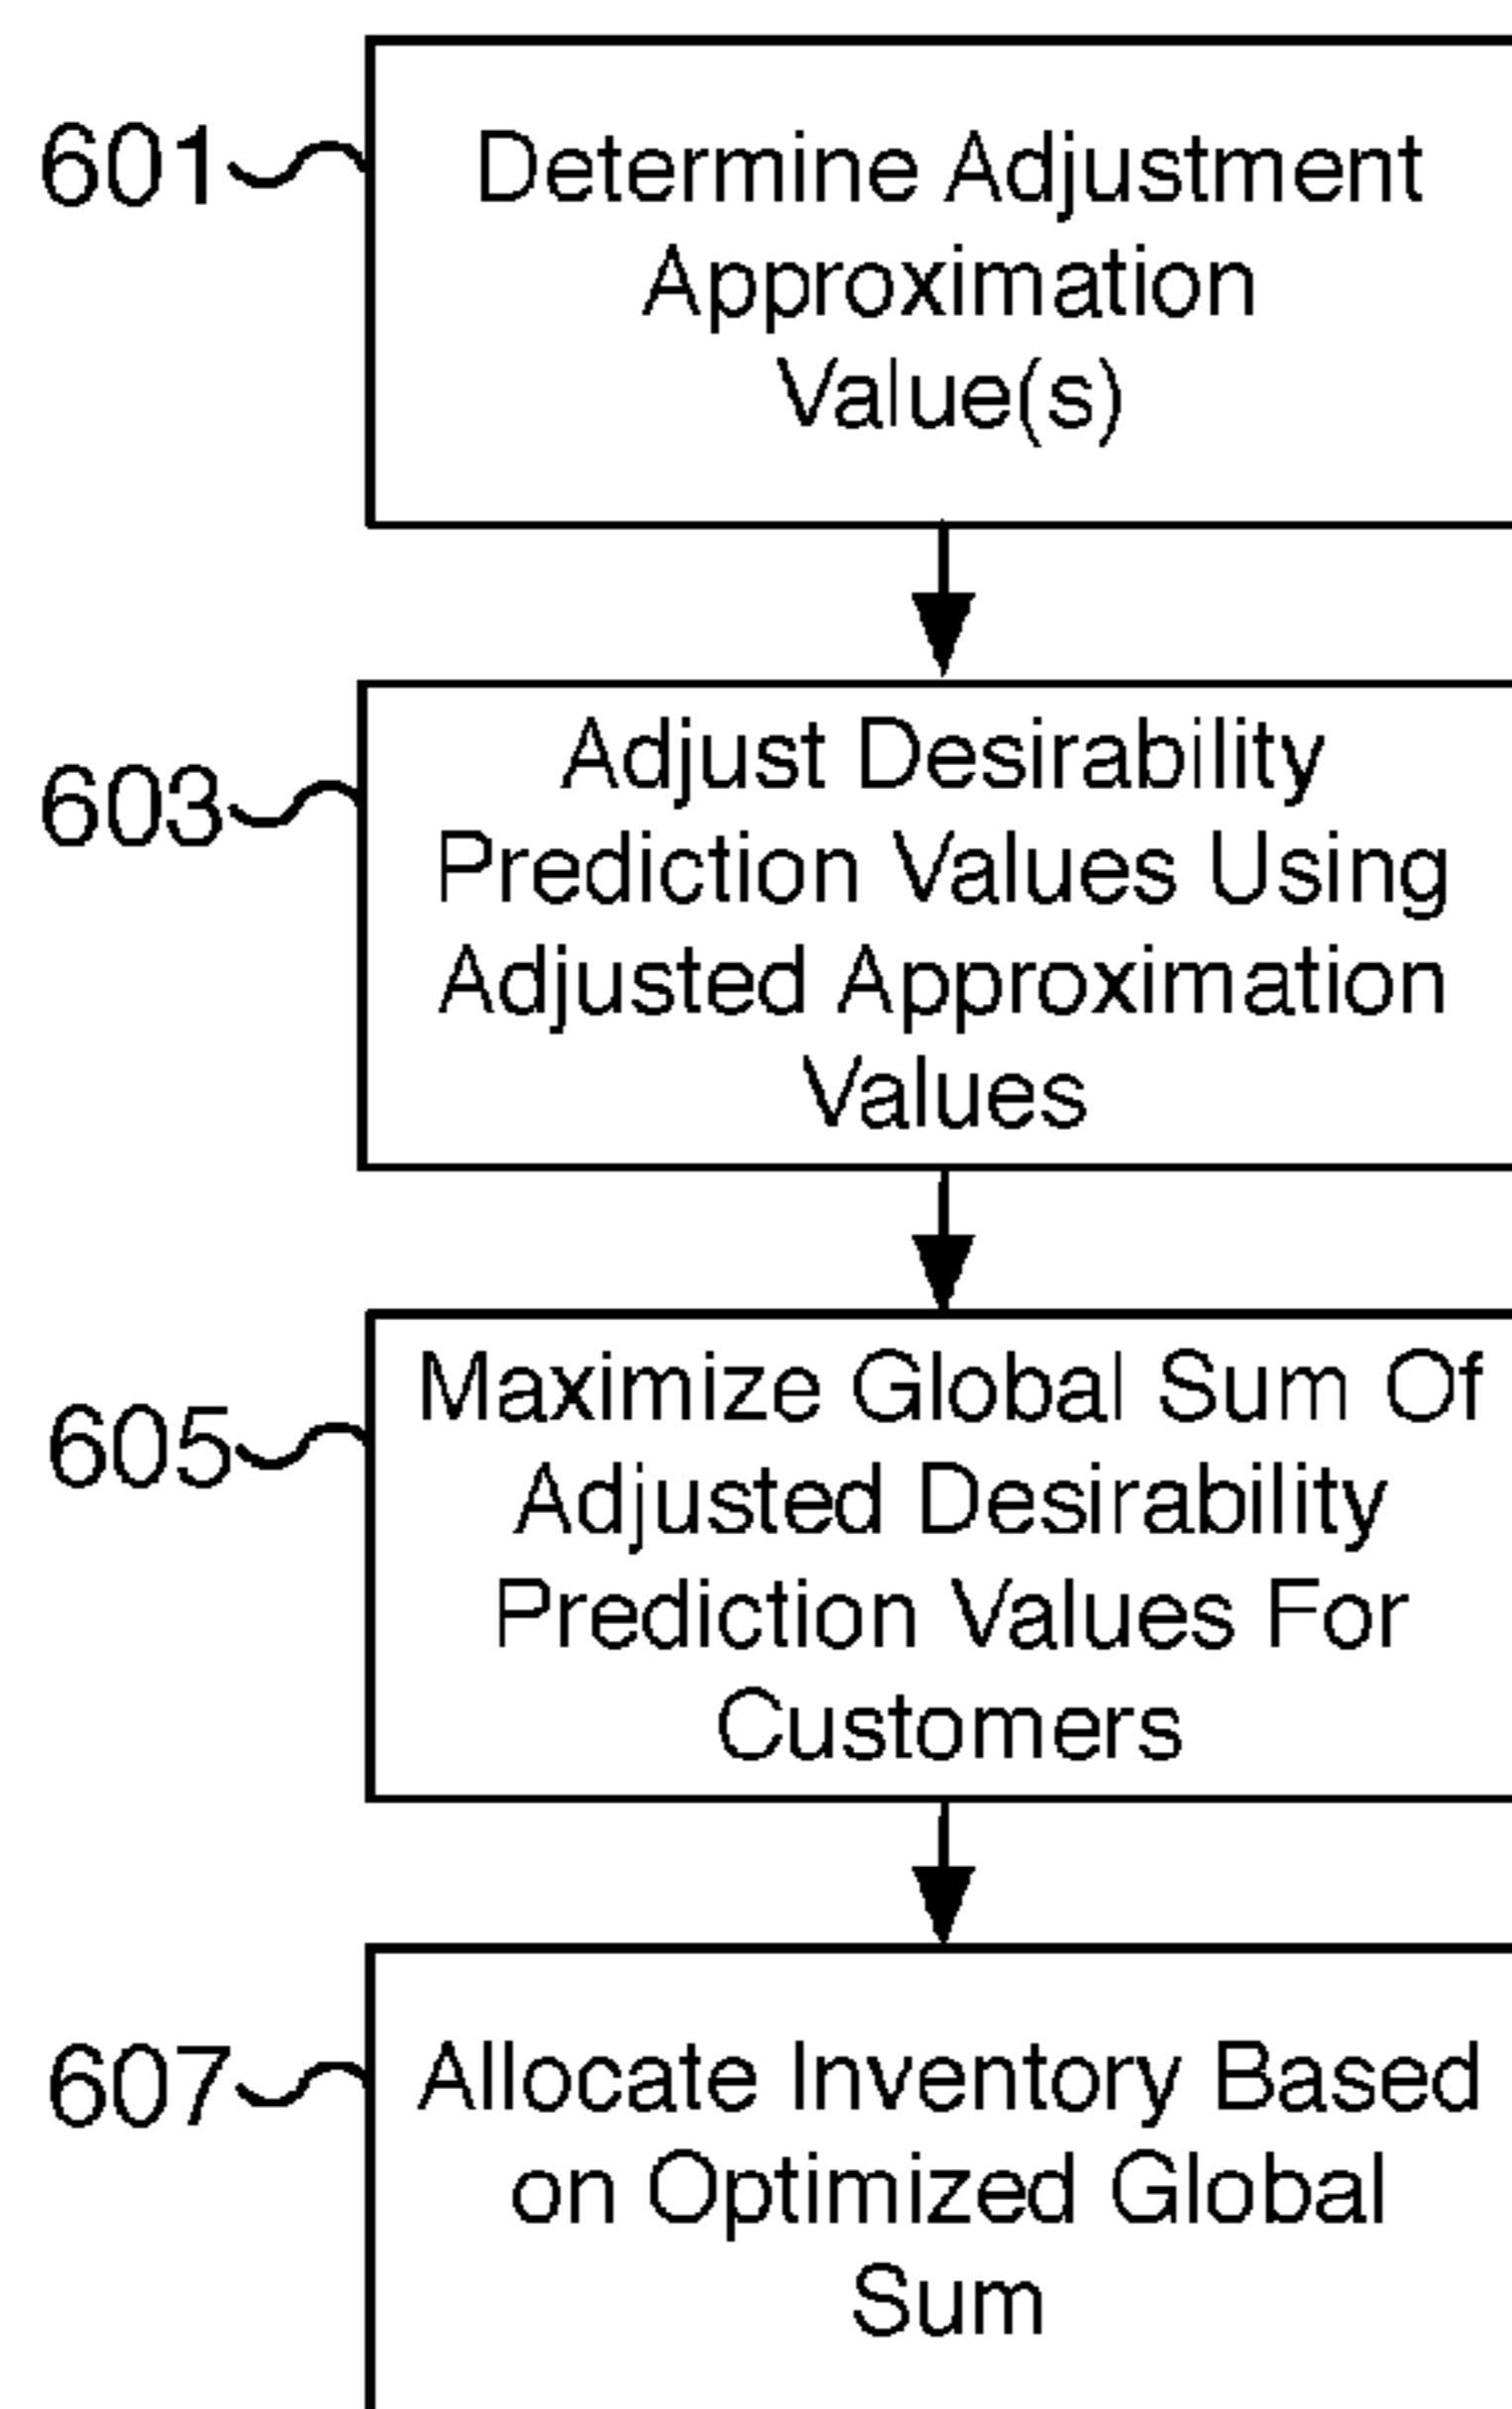 601
Determine Adjustment
Approximation
Value(s)
603
Adjust Desirability
Prediction Values Using
Adjusted Approximation
Values
605
Maximize Global Sum Of
Adjusted Desirability
Prediction Values For
Customers
607
Allocate Inventory Based
on Optimized Global
Sum